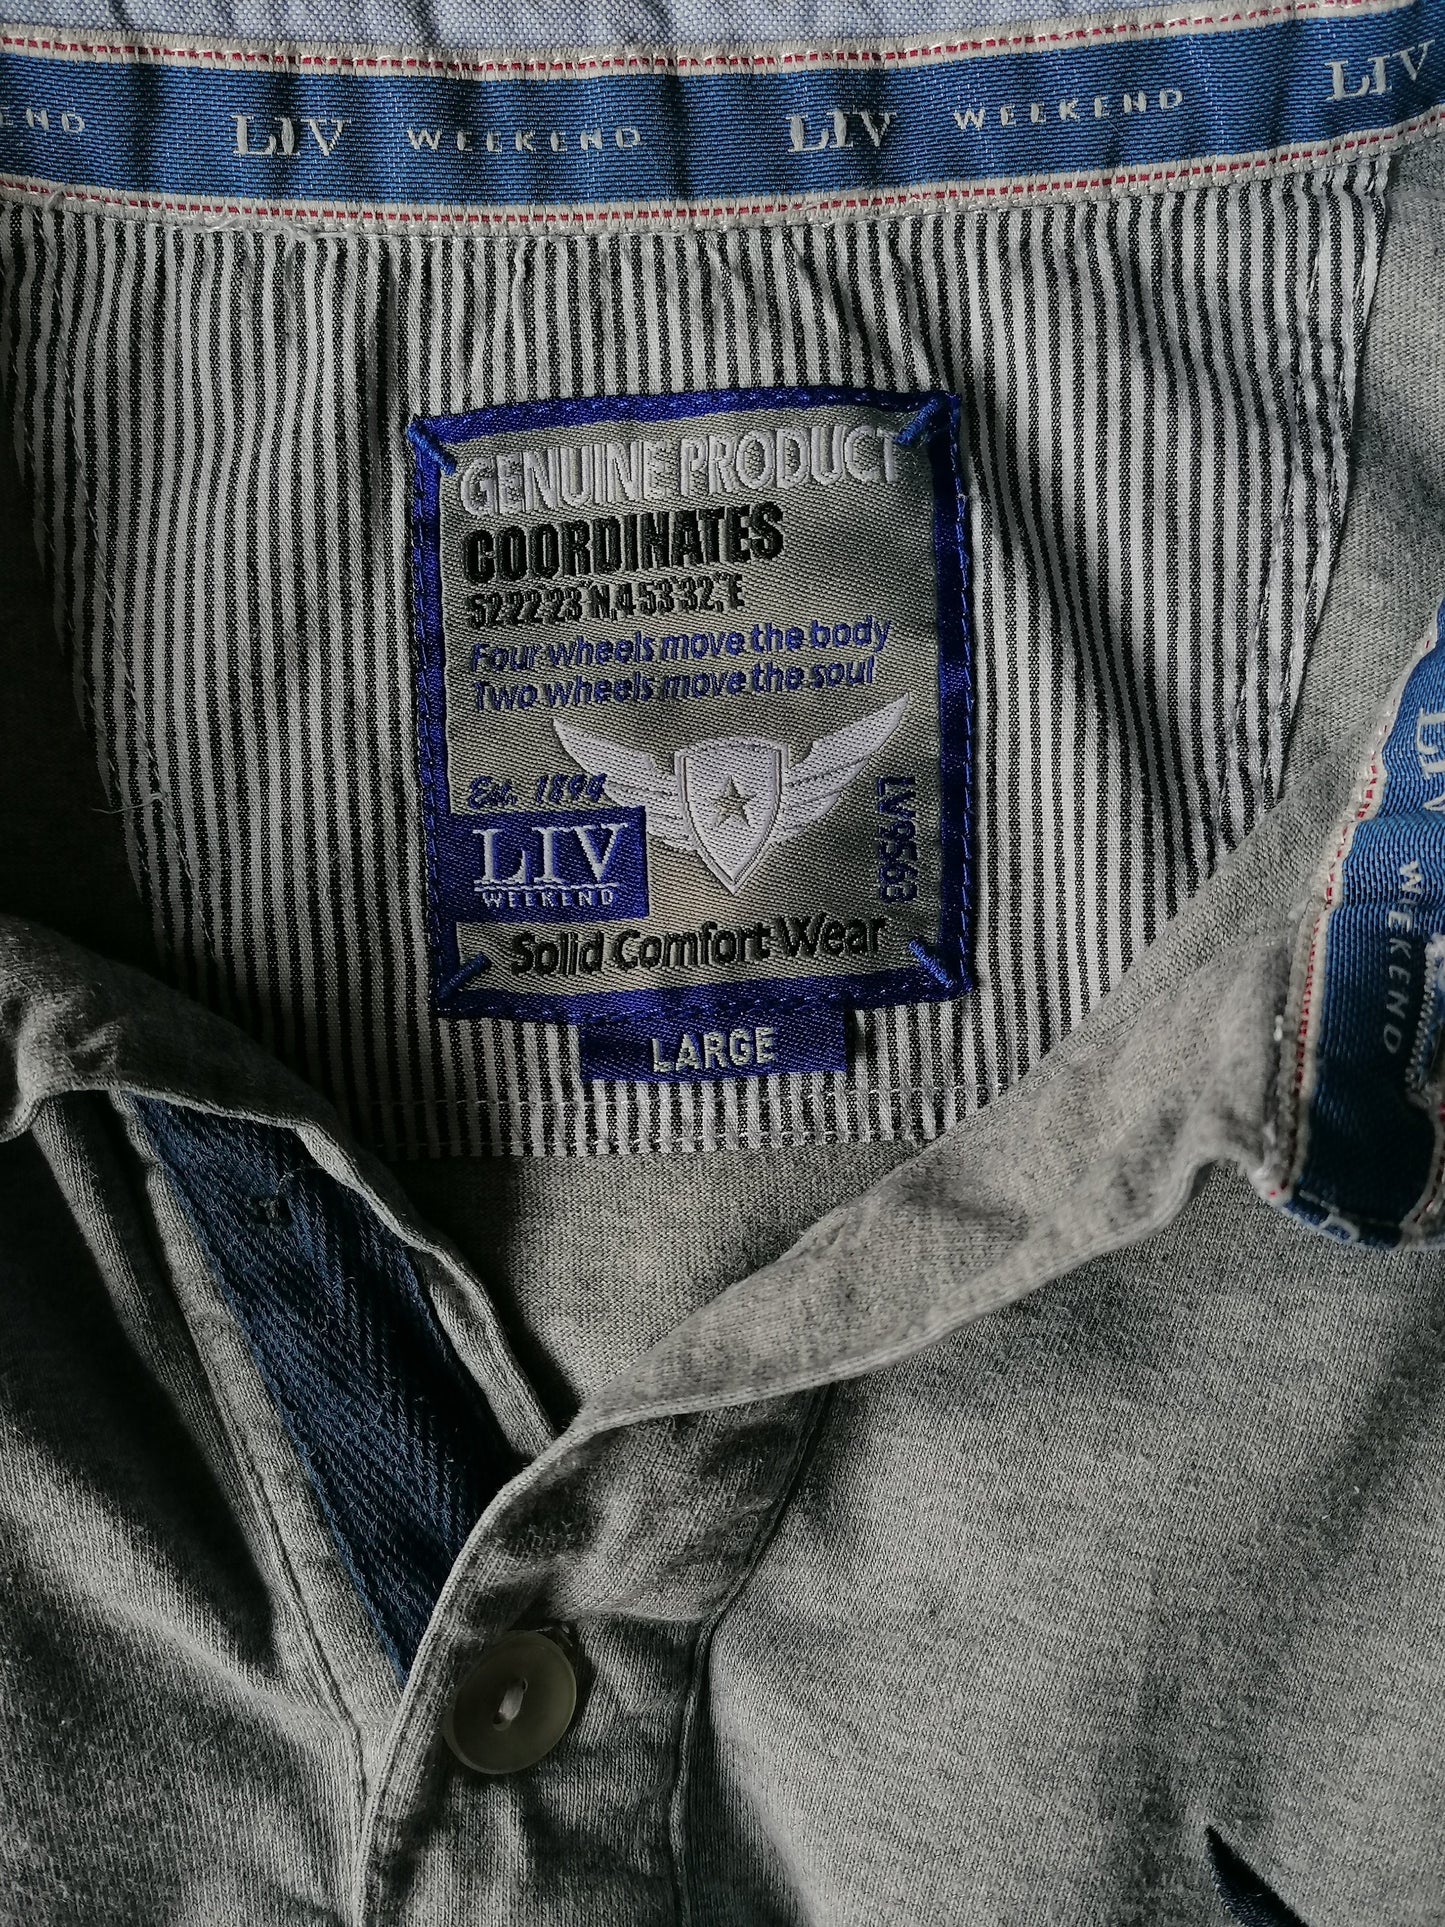 END LIV WEEKEND LIV WEEKEND LIV
GENUINE PRODUCT
COORDINATES
52°22'23"N,4 53'32,"E
Four wheels move the body
Two wheels move the soul
Est. 1894
LV9563
LIV
WEEKEND
Solid Comfort Wear
LARGE
LIV
WEEKEND